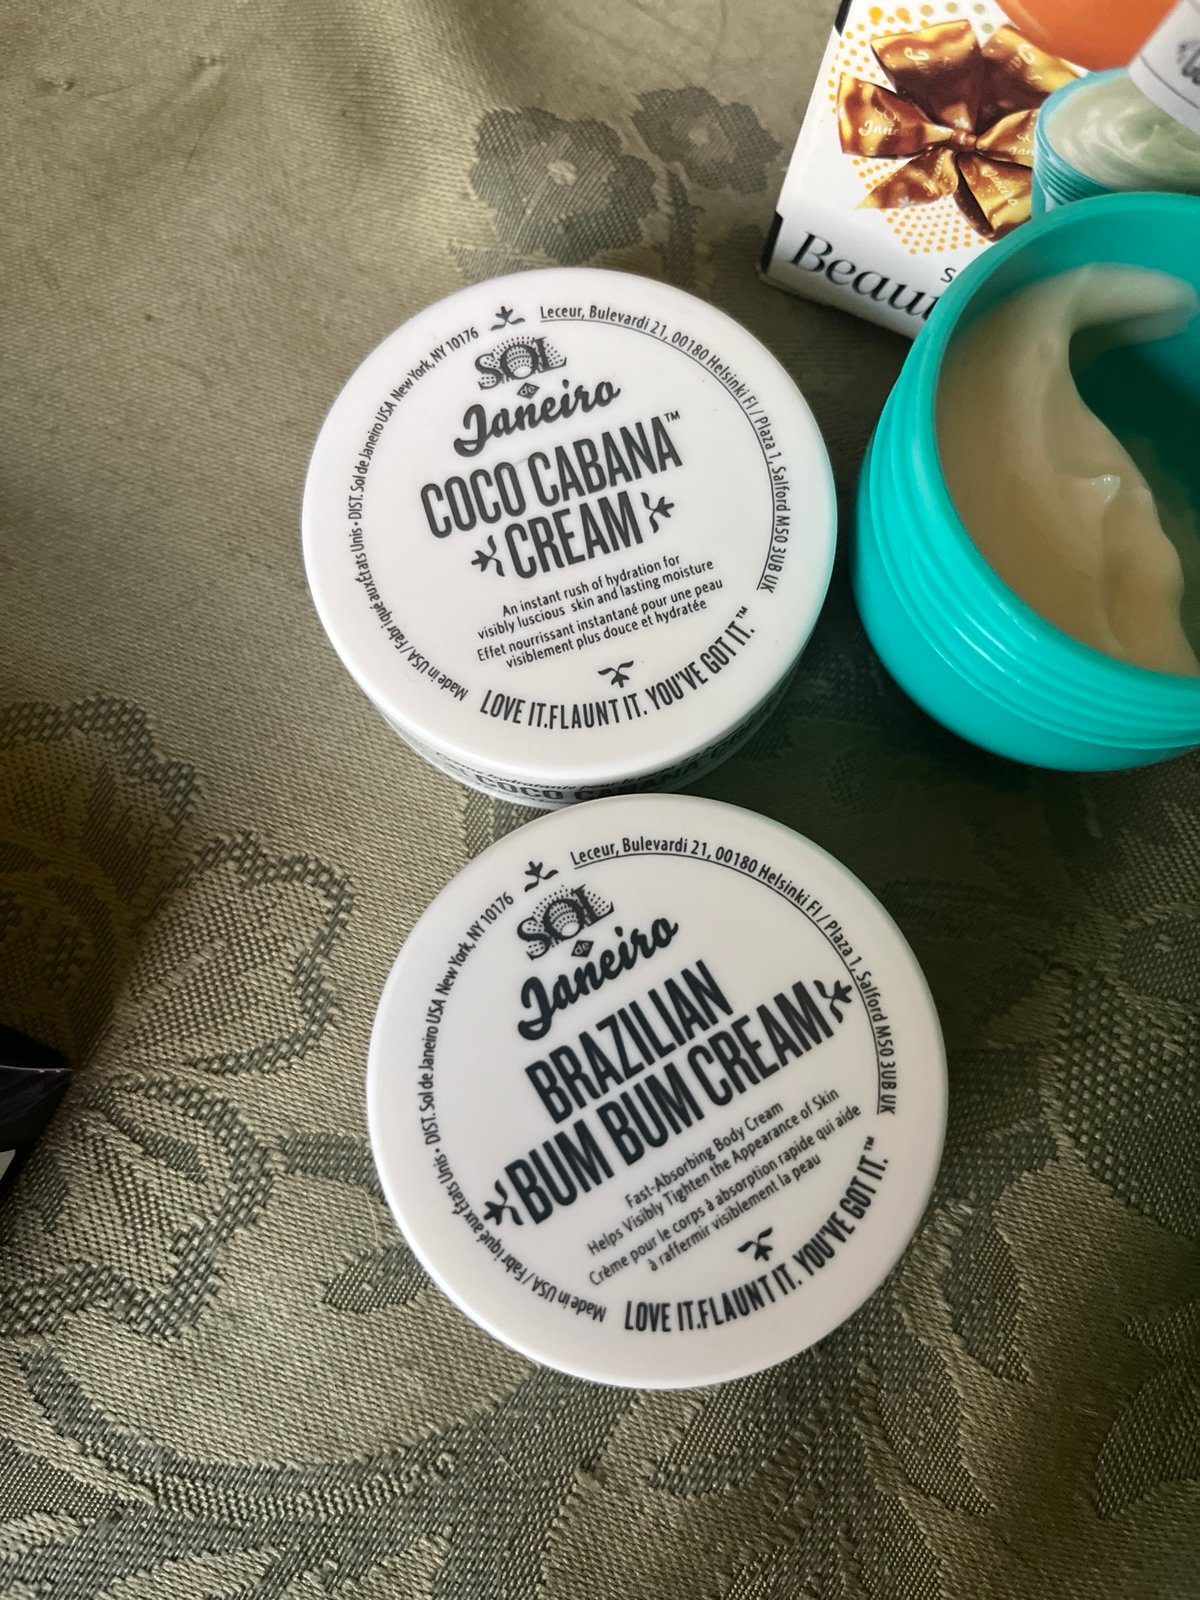 Beau
Leceur, Bulevardi 21, 00180 Helsinki FI / Plaza 1, Salford M50 3UB UK
Made in USA / Fabriqué aux États Unis • DIST. Sol de Janeiro USA New York, NY 10176
SOL
de
Janeiro
COCO CABANA™
CREAM
An instant rush of hydration for
visibly luscious skin and lasting moisture
Effet nourrissant instantané pour une peau
visiblement plus douce et hydratée
LOVE IT.FLAUNT IT. YOU'VE GOT IT.™
Leceur, Bulevardi 21, 00180 Helsinki FI / Plaza 1, Salford M50 3UB UK
Made in USA / Fabriqué aux États Unis • DIST. Sol de Janeiro USA New York, NY 10176
SOL
de
Janeiro
BRAZILIAN
BUM BUM CREAM
Fast-Absorbing Body Cream
Helps Visibly Tighten the Appearance of Skin
Crème pour le corps à absorption rapide qui aide
à raffermir visiblement la peau
LOVE IT.FLAUNT IT. YOU'VE GOT IT.™